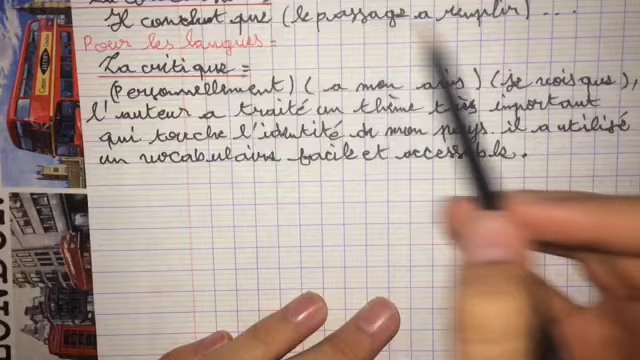 Il conclut que (le passage a remplir) ...
Pour les langues =
La critique =
(Personnellement) ( a mon avis) (je vois que),
l'auteur a traité un thème très important
qui touche l'identité de mon pays. il a utilisé
un vocabulaire facile et accessible.